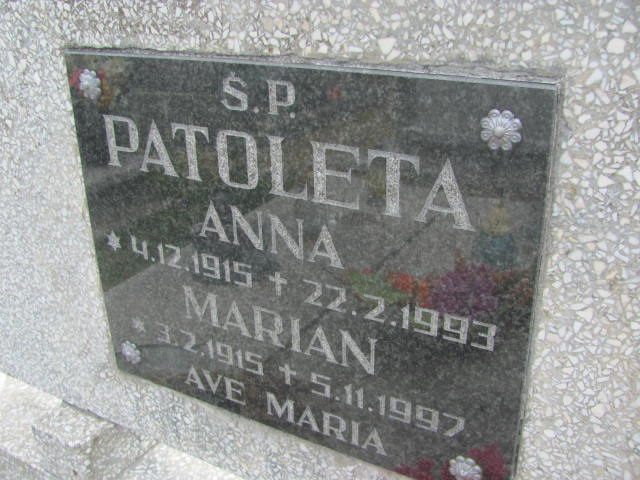 Ś.P.
PATOLETA
ANNA
* 4.12.1915 † 22.2.1993
MARIAN
* 3.2.1915 † 5.11.1997.
AVE MARIA